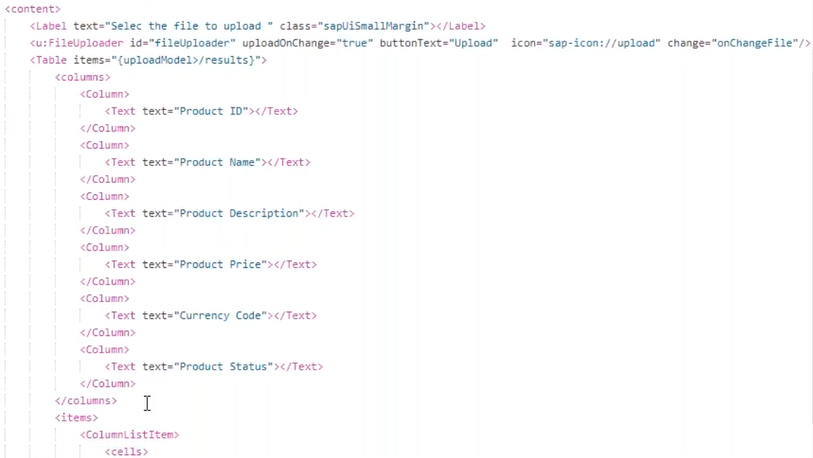 <content>
<Label text="Selec the file to upload " class="sapUiSmallMargin"></Label>
<u:FileUploader id="fileUploader" uploadOnChange="true" buttonText="Upload"  icon="sap-icon://upload" change="onChangeFile"/>
<Table items="{uploadModel>/results}">
<columns>
<Column>
<Text text="Product ID"></Text>
</Column>
<Column>
<Text text="Product Name"></Text>
</Column>
<Column>
<Text text="Product Description"></Text>
</Column>
<Column>
<Text text="Product Price"></Text>
</Column>
<Column>
<Text text="Currency Code"></Text>
</Column>
<Column>
<Text text="Product Status"></Text>
</Column>
</columns>
<items>
<ColumnListItem>
<cells>